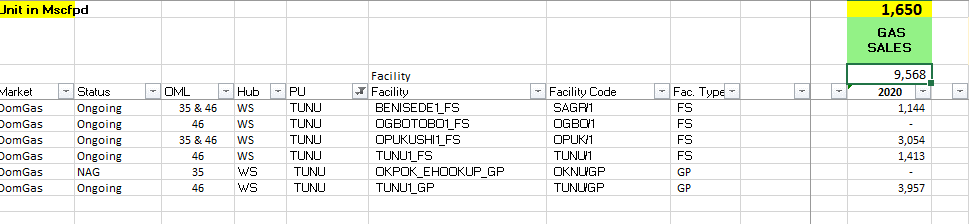 Unit in Mscfpd 1,650
GAS
SALES
9,568
Facility
Market Status OML Hub PU Facility Facility Code Fac. Type 2020
DomGas Ongoing 35 & 46 WS TUNU BENISEDE1_FS SAGR/1 FS 1,144
DomGas Ongoing 46 WS TUNU OGBOTOBO1_FS OGBO/1 FS -
DomGas Ongoing 35 & 46 WS TUNU OPUKUSHI1_FS OPUK/1 FS 3,054
DomGas Ongoing 46 WS TUNU TUNU1_FS TUNU/1 FS 1,413
DomGas NAG 35 WS TUNU OKPOK_EHOOKUP_GP OKNU/GP GP -
DomGas Ongoing 46 WS TUNU TUNU1_GP TUNU/GP GP 3,957